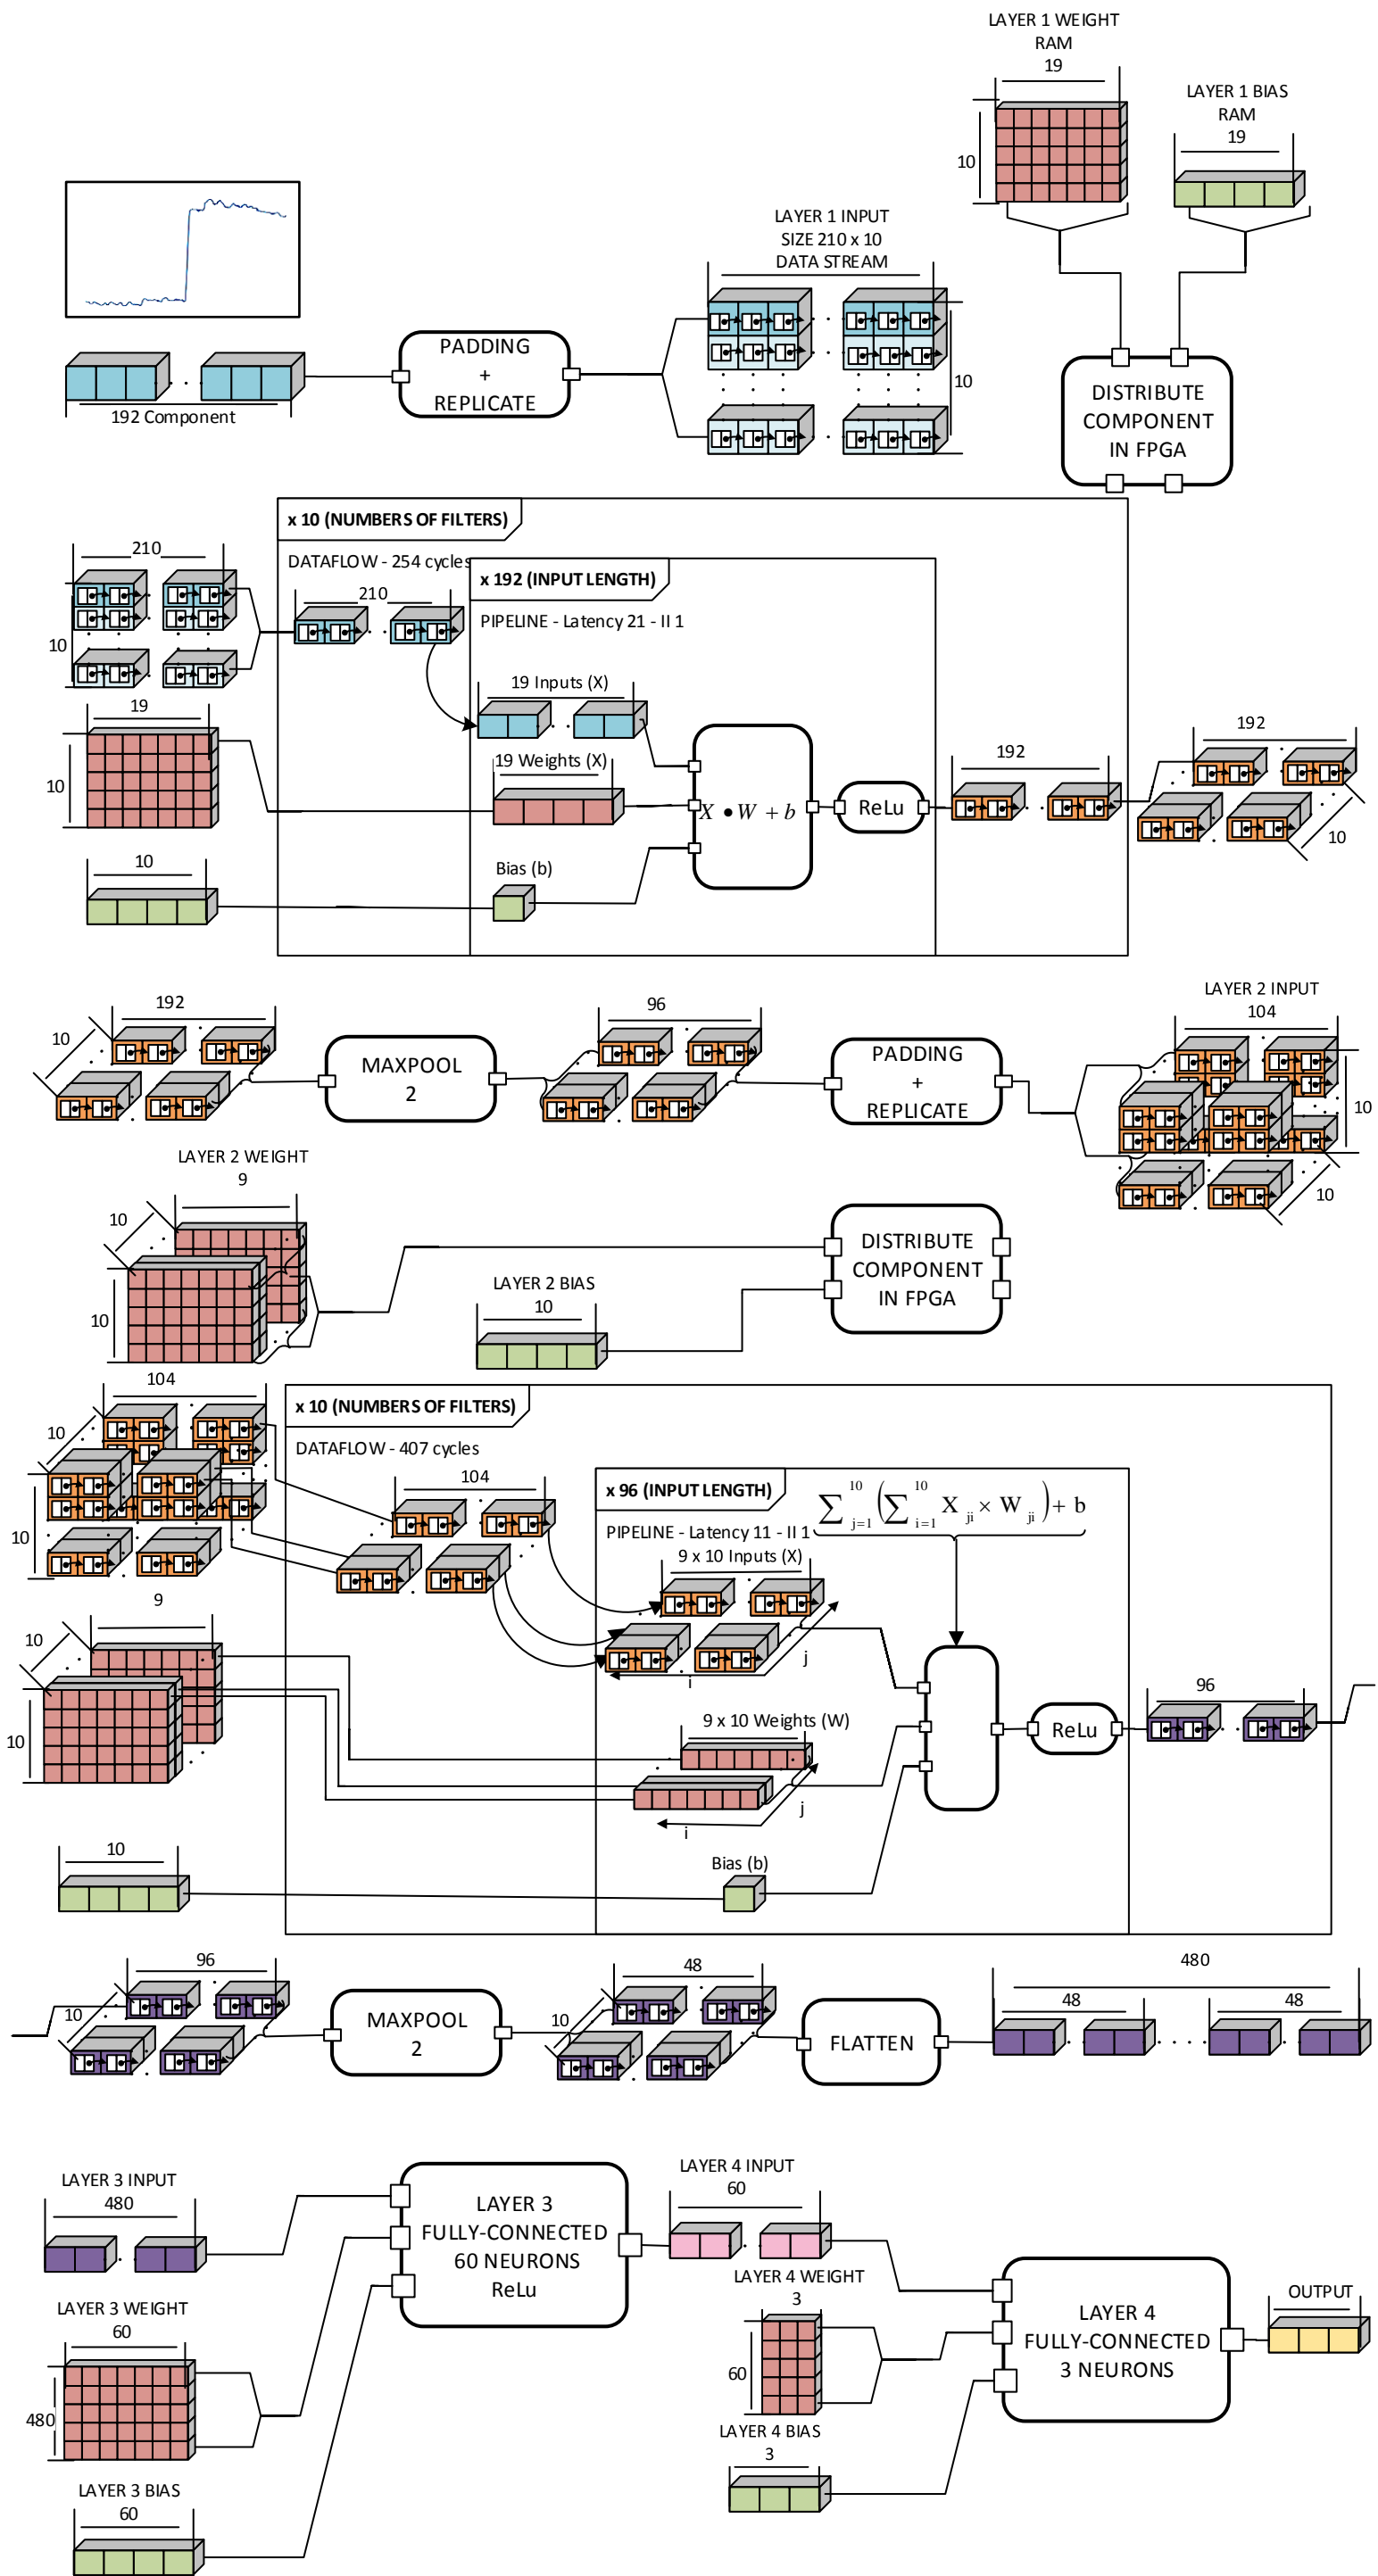 LAYER 1 WEIGHT
RAM
19
10
LAYER 1 BIAS
RAM
19
LAYER 1 INPUT
SIZE 210 x 10
DATA STREAM
10
192 Component
PADDING
+
REPLICATE
DISTRIBUTE
COMPONENT
IN FPGA
x 10 (NUMBERS OF FILTERS)
DATAFLOW - 254 cycles
x 192 (INPUT LENGTH)
PIPELINE - Latency 21 - II 1
210
10
210
19 Inputs (X)
19
10
19 Weights (X)
X • W + b
ReLu
192
192
10
10
Bias (b)
192
10
MAXPOOL
2
96
PADDING
+
REPLICATE
LAYER 2 INPUT
104
10
10
LAYER 2 WEIGHT
9
10
10
LAYER 2 BIAS
10
DISTRIBUTE
COMPONENT
IN FPGA
104
10
10
x 10 (NUMBERS OF FILTERS)
DATAFLOW - 407 cycles
104
x 96 (INPUT LENGTH)
PIPELINE - Latency 11 - II 1
∑ j=1 10 (∑ i=1 10 X ji × W ji) + b
9 x 10 Inputs (X)
i
j
9
10
10
9 x 10 Weights (W)
i
j
ReLu
96
10
Bias (b)
96
10
MAXPOOL
2
48
10
FLATTEN
480
48
48
LAYER 3 INPUT
480
LAYER 3
FULLY-CONNECTED
60 NEURONS
ReLu
LAYER 3 WEIGHT
60
480
LAYER 3 BIAS
60
LAYER 4 INPUT
60
LAYER 4 WEIGHT
3
60
LAYER 4 BIAS
3
LAYER 4
FULLY-CONNECTED
3 NEURONS
OUTPUT